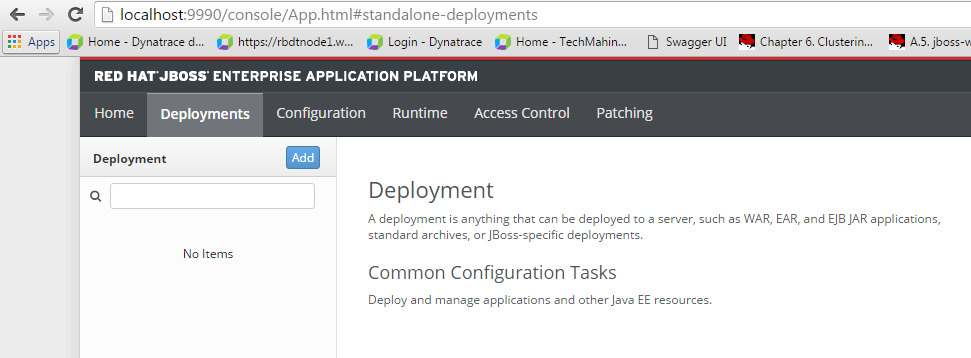 localhost:9990/console/App.html#standalone-deployments
Apps Home - Dynatrace d... https://rbdtnode1.w... Login - Dynatrace Home - TechMahin... Swagger UI Chapter 6. Clusterin... A.5. jboss-w
RED HAT JBOSS ENTERPRISE APPLICATION PLATFORM
Home Deployments Configuration Runtime Access Control Patching
Deployment Add
No Items
Deployment
A deployment is anything that can be deployed to a server, such as WAR, EAR, and EJB JAR applications,
standard archives, or JBoss-specific deployments.
Common Configuration Tasks
Deploy and manage applications and other Java EE resources.